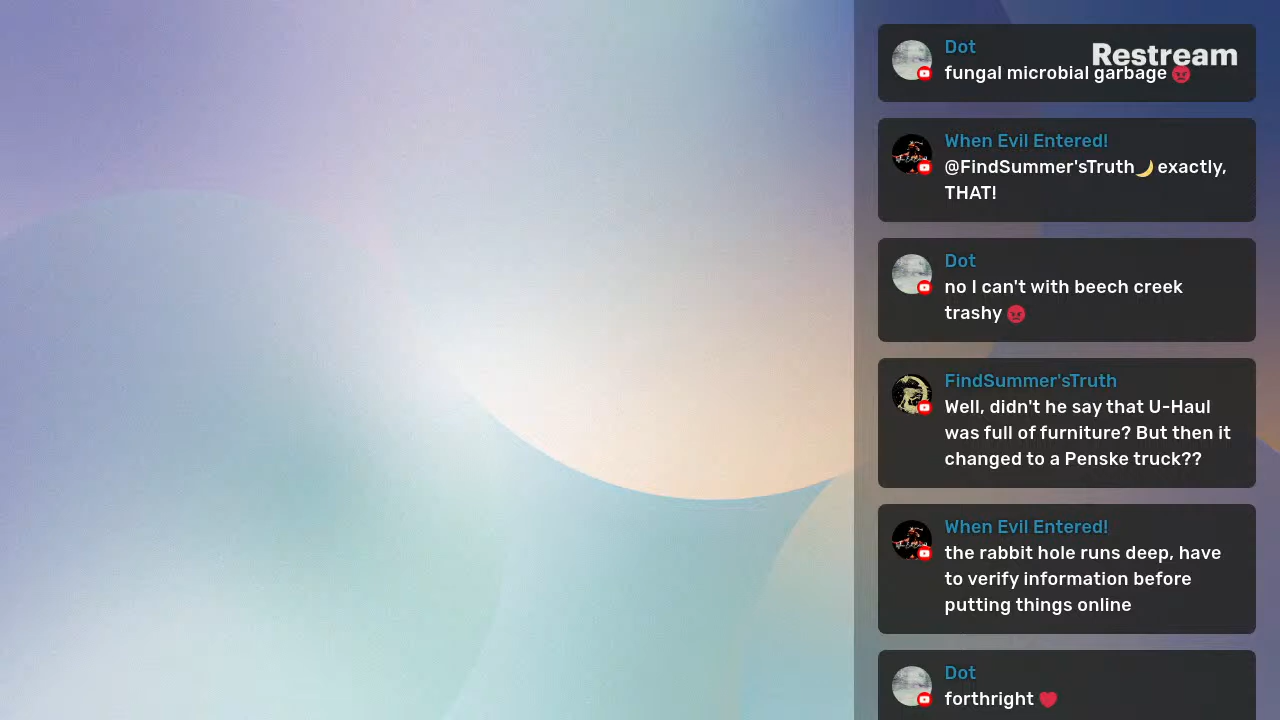 Restream
Dot
fungal microbial garbage 😡
When Evil Entered!
@FindSummer'sTruth🌙 exactly,
THAT!
Dot
no I can't with beech creek
trashy 😡
FindSummer'sTruth
Well, didn't he say that U-Haul
was full of furniture? But then it
changed to a Penske truck??
When Evil Entered!
the rabbit hole runs deep, have
to verify information before
putting things online
Dot
forthright ❤️